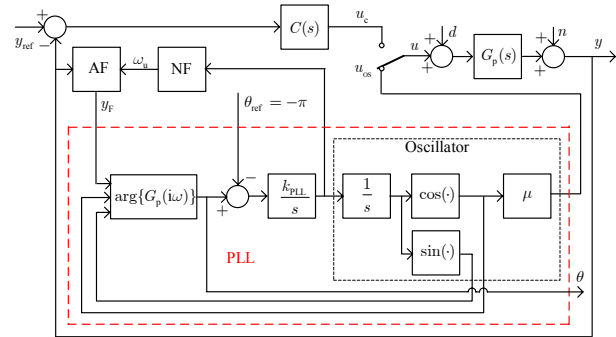 +
y_ref
−
C(s)
u_c
u_os
u
d
+
+
G_p(s)
n
+
+
y
AF
ω_u
NF
y_F
θ_ref = −π
Oscillator
arg{G_p(iω)}
−
+
k_PLL
s
1
s
cos(·)
μ
sin(·)
PLL
θ